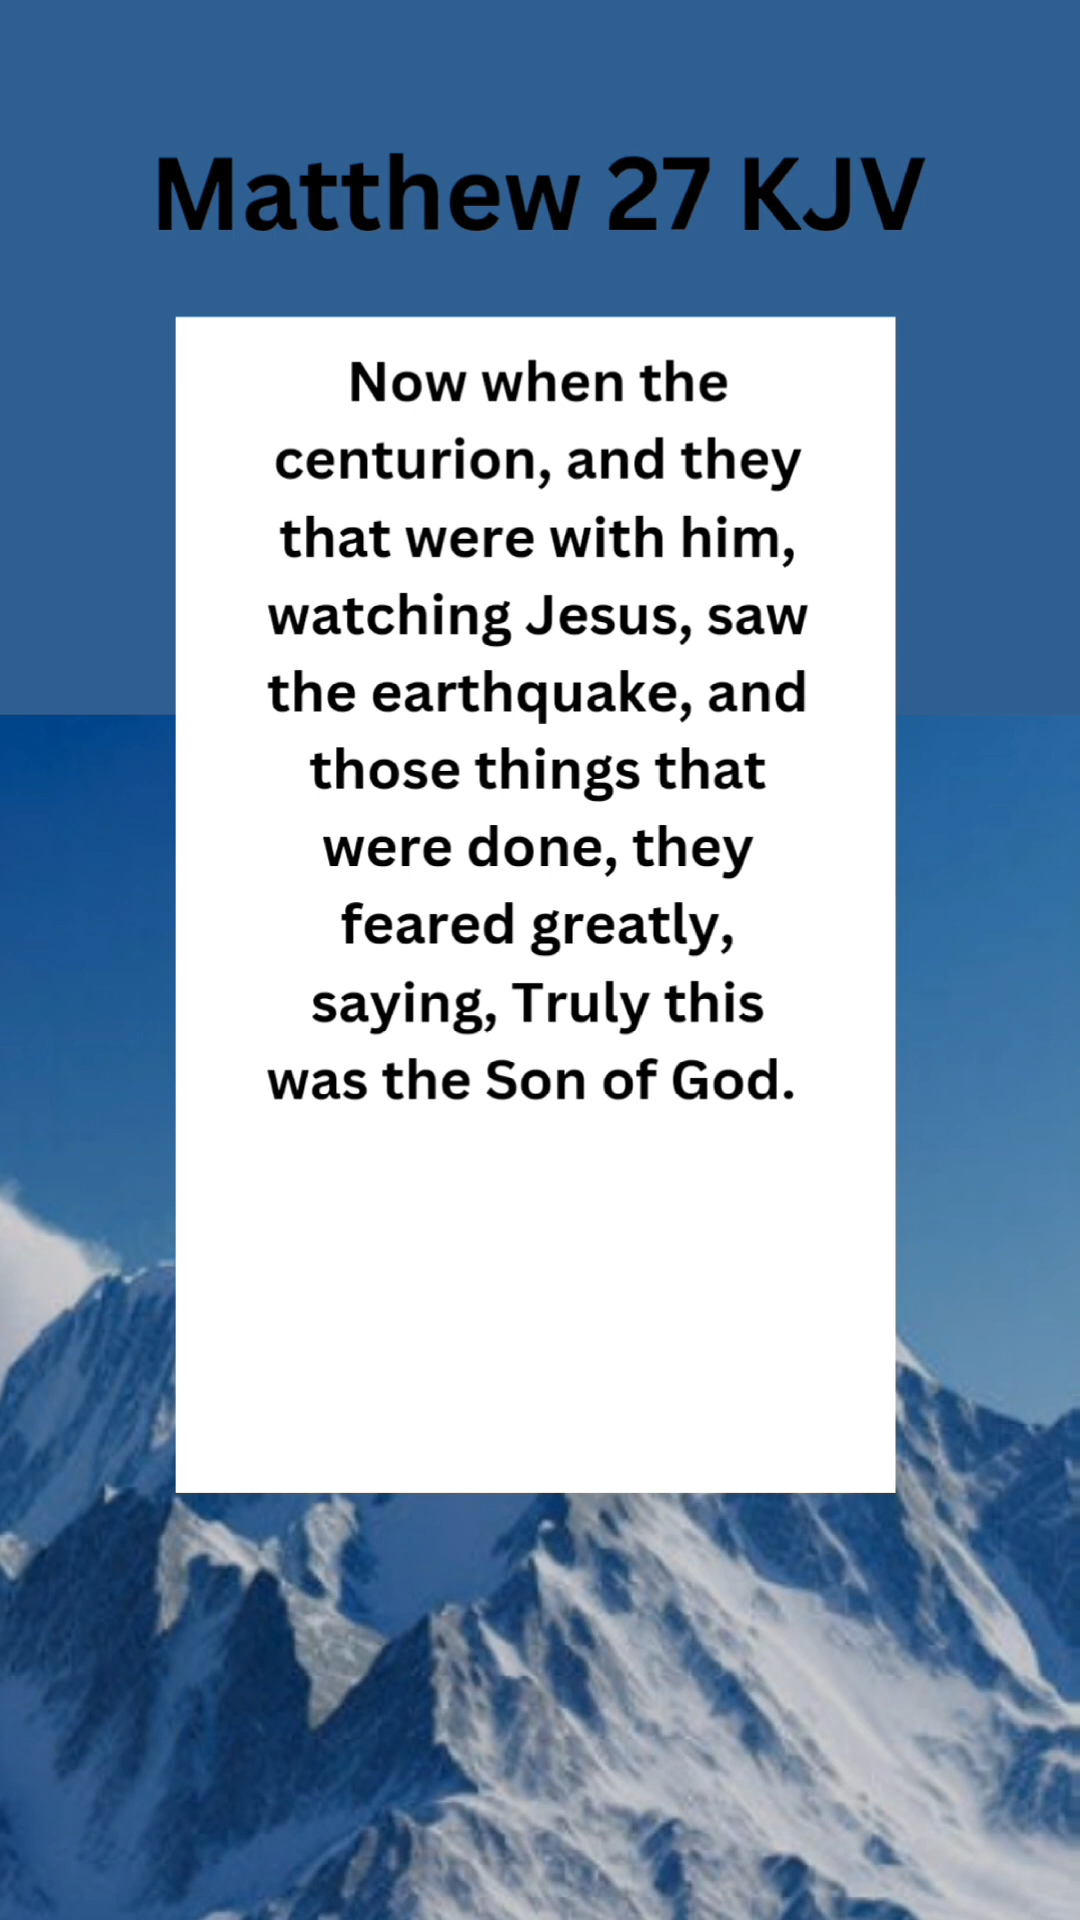 Matthew 27 KJV
Now when the
centurion, and they
that were with him,
watching Jesus, saw
the earthquake, and
those things that
were done, they
feared greatly,
saying, Truly this
was the Son of God.